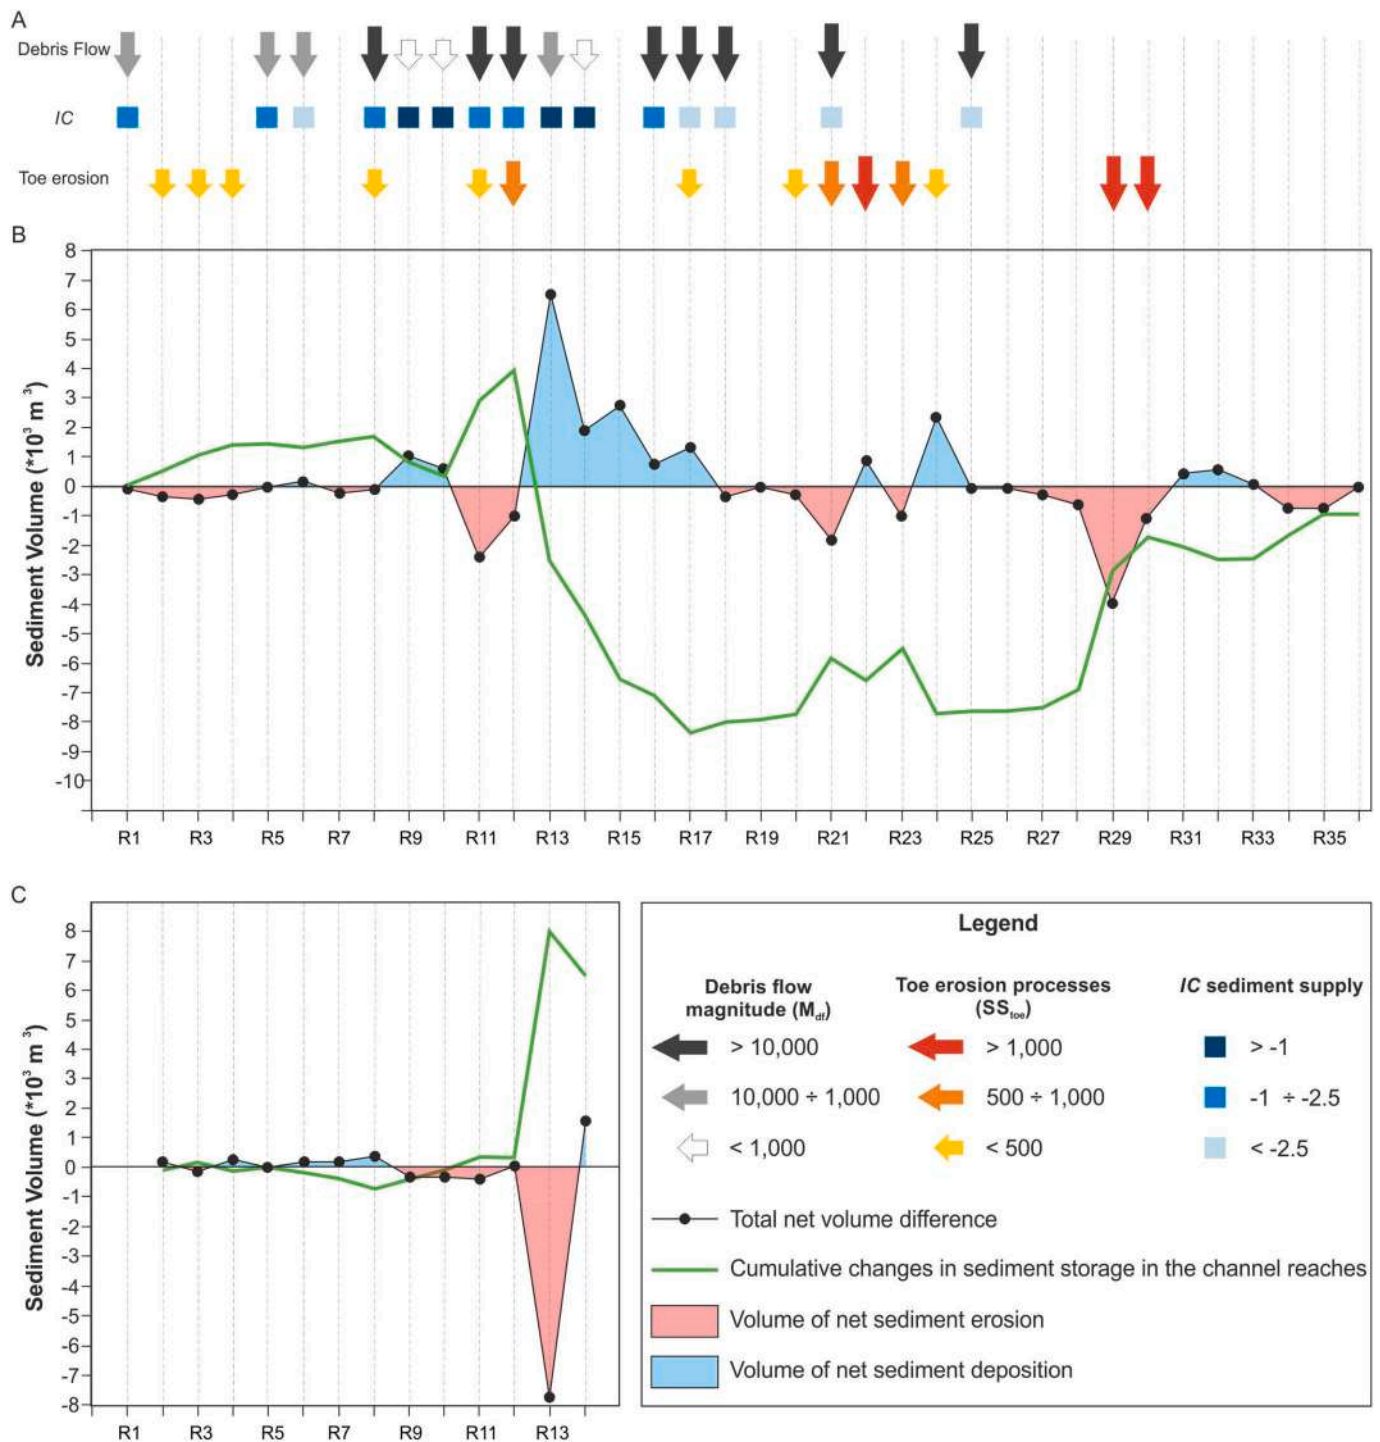 A
Debris Flow
IC
Toe erosion
B
8
7
6
5
4
3
2
1
0
-1
-2
-3
-4
-5
-6
-7
-8
-9
-10
Sediment Volume (*10³ m ³)
R1 R3 R5 R7 R9 R11 R13 R15 R17 R19 R21 R23 R25 R27 R29 R31 R33 R35
C
8
7
6
5
4
3
2
1
0
-1
-2
-3
-4
-5
-6
-7
-8
Sediment Volume (*10³ m ³)
R1 R3 R5 R7 R9 R11 R13
Legend
Debris flow
magnitude (Mdf)
> 10,000
10,000 ÷ 1,000
< 1,000
Toe erosion processes
(SStoe)
> 1,000
500 ÷ 1,000
< 500
IC sediment supply
> -1
-1 ÷ -2.5
< -2.5
Total net volume difference
Cumulative changes in sediment storage in the channel reaches
Volume of net sediment erosion
Volume of net sediment deposition